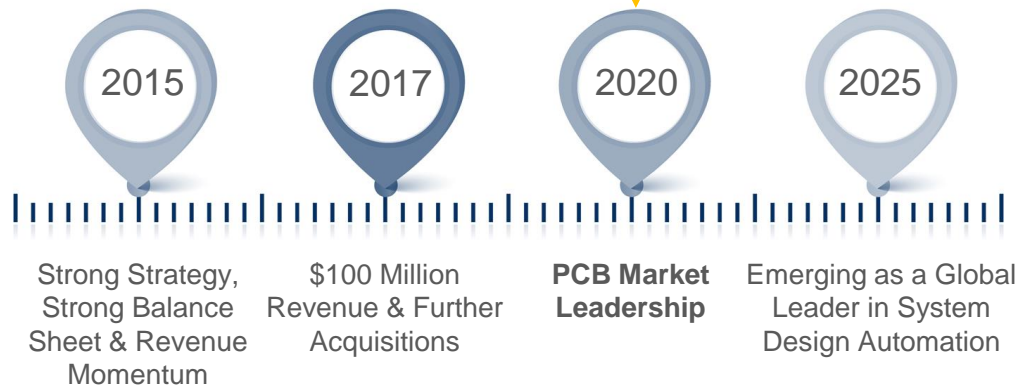 2015
2017
2020
2025
Strong Strategy,
Strong Balance
Sheet & Revenue
Momentum
$100 Million
Revenue & Further
Acquisitions
PCB Market
Leadership
Emerging as a Global
Leader in System
Design Automation